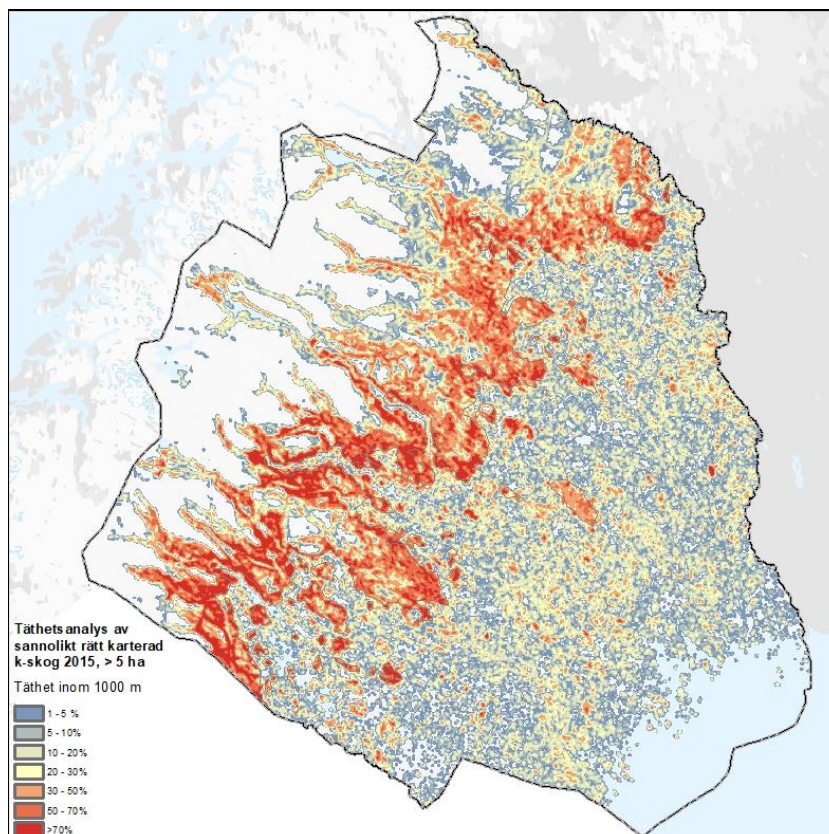 Täthetsanalys av
sannolikt rätt karterad
k-skog 2015, > 5 ha
Täthet inom 1000 m
1 - 5 %
5 - 10%
10 - 20%
20 - 30%
30 - 50%
50 - 70%
>70%